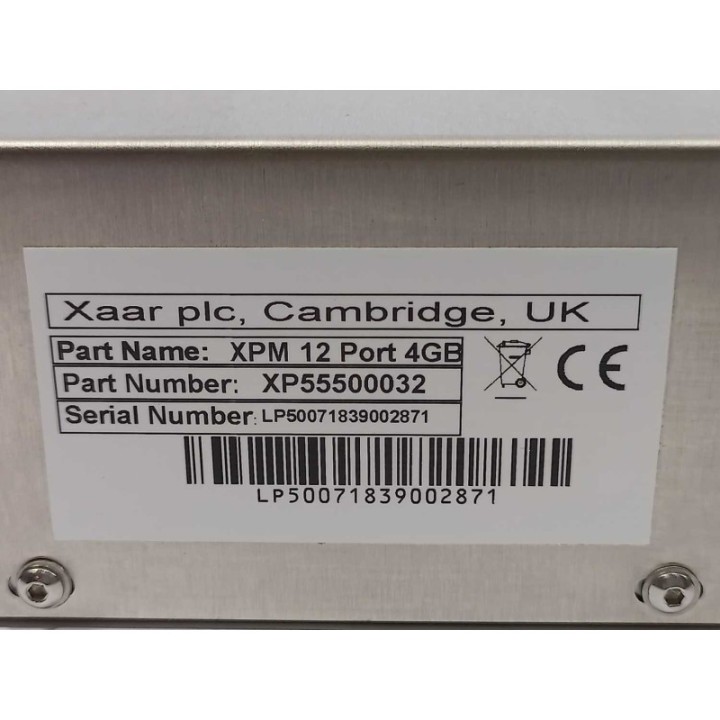 Xaar plc, Cambridge, UK
Part Name: XPM 12 Port 4GB
Part Number: XP55500032
Serial Number: LP50071839002871
CE
LP50071839002871